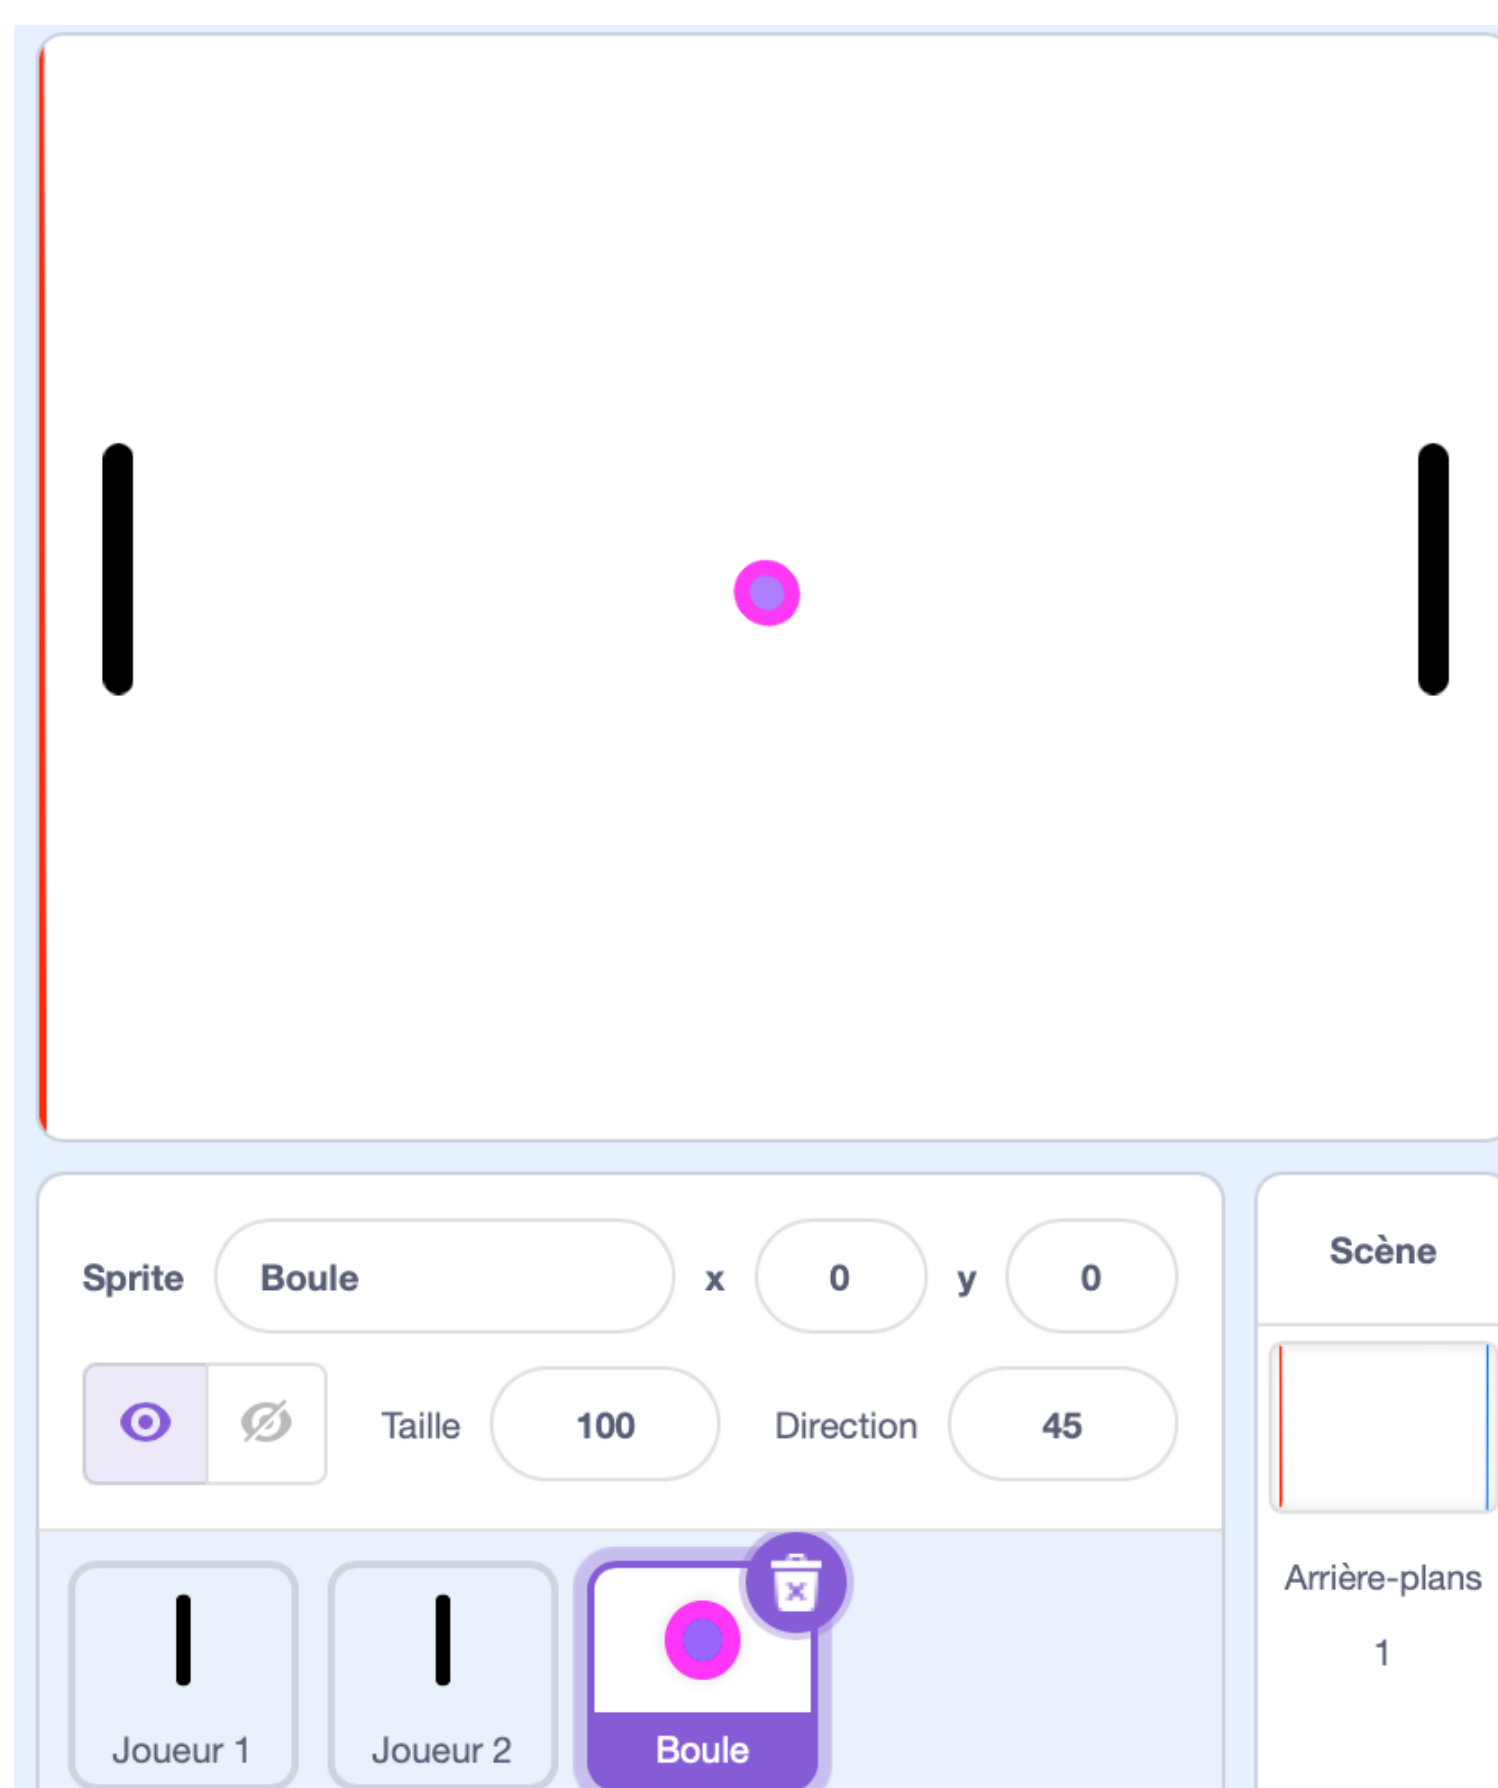 Sprite Boule x 0 y 0
Taille 100 Direction 45
Joueur 1 Joueur 2 Boule
Scène
Arrière-plans
1